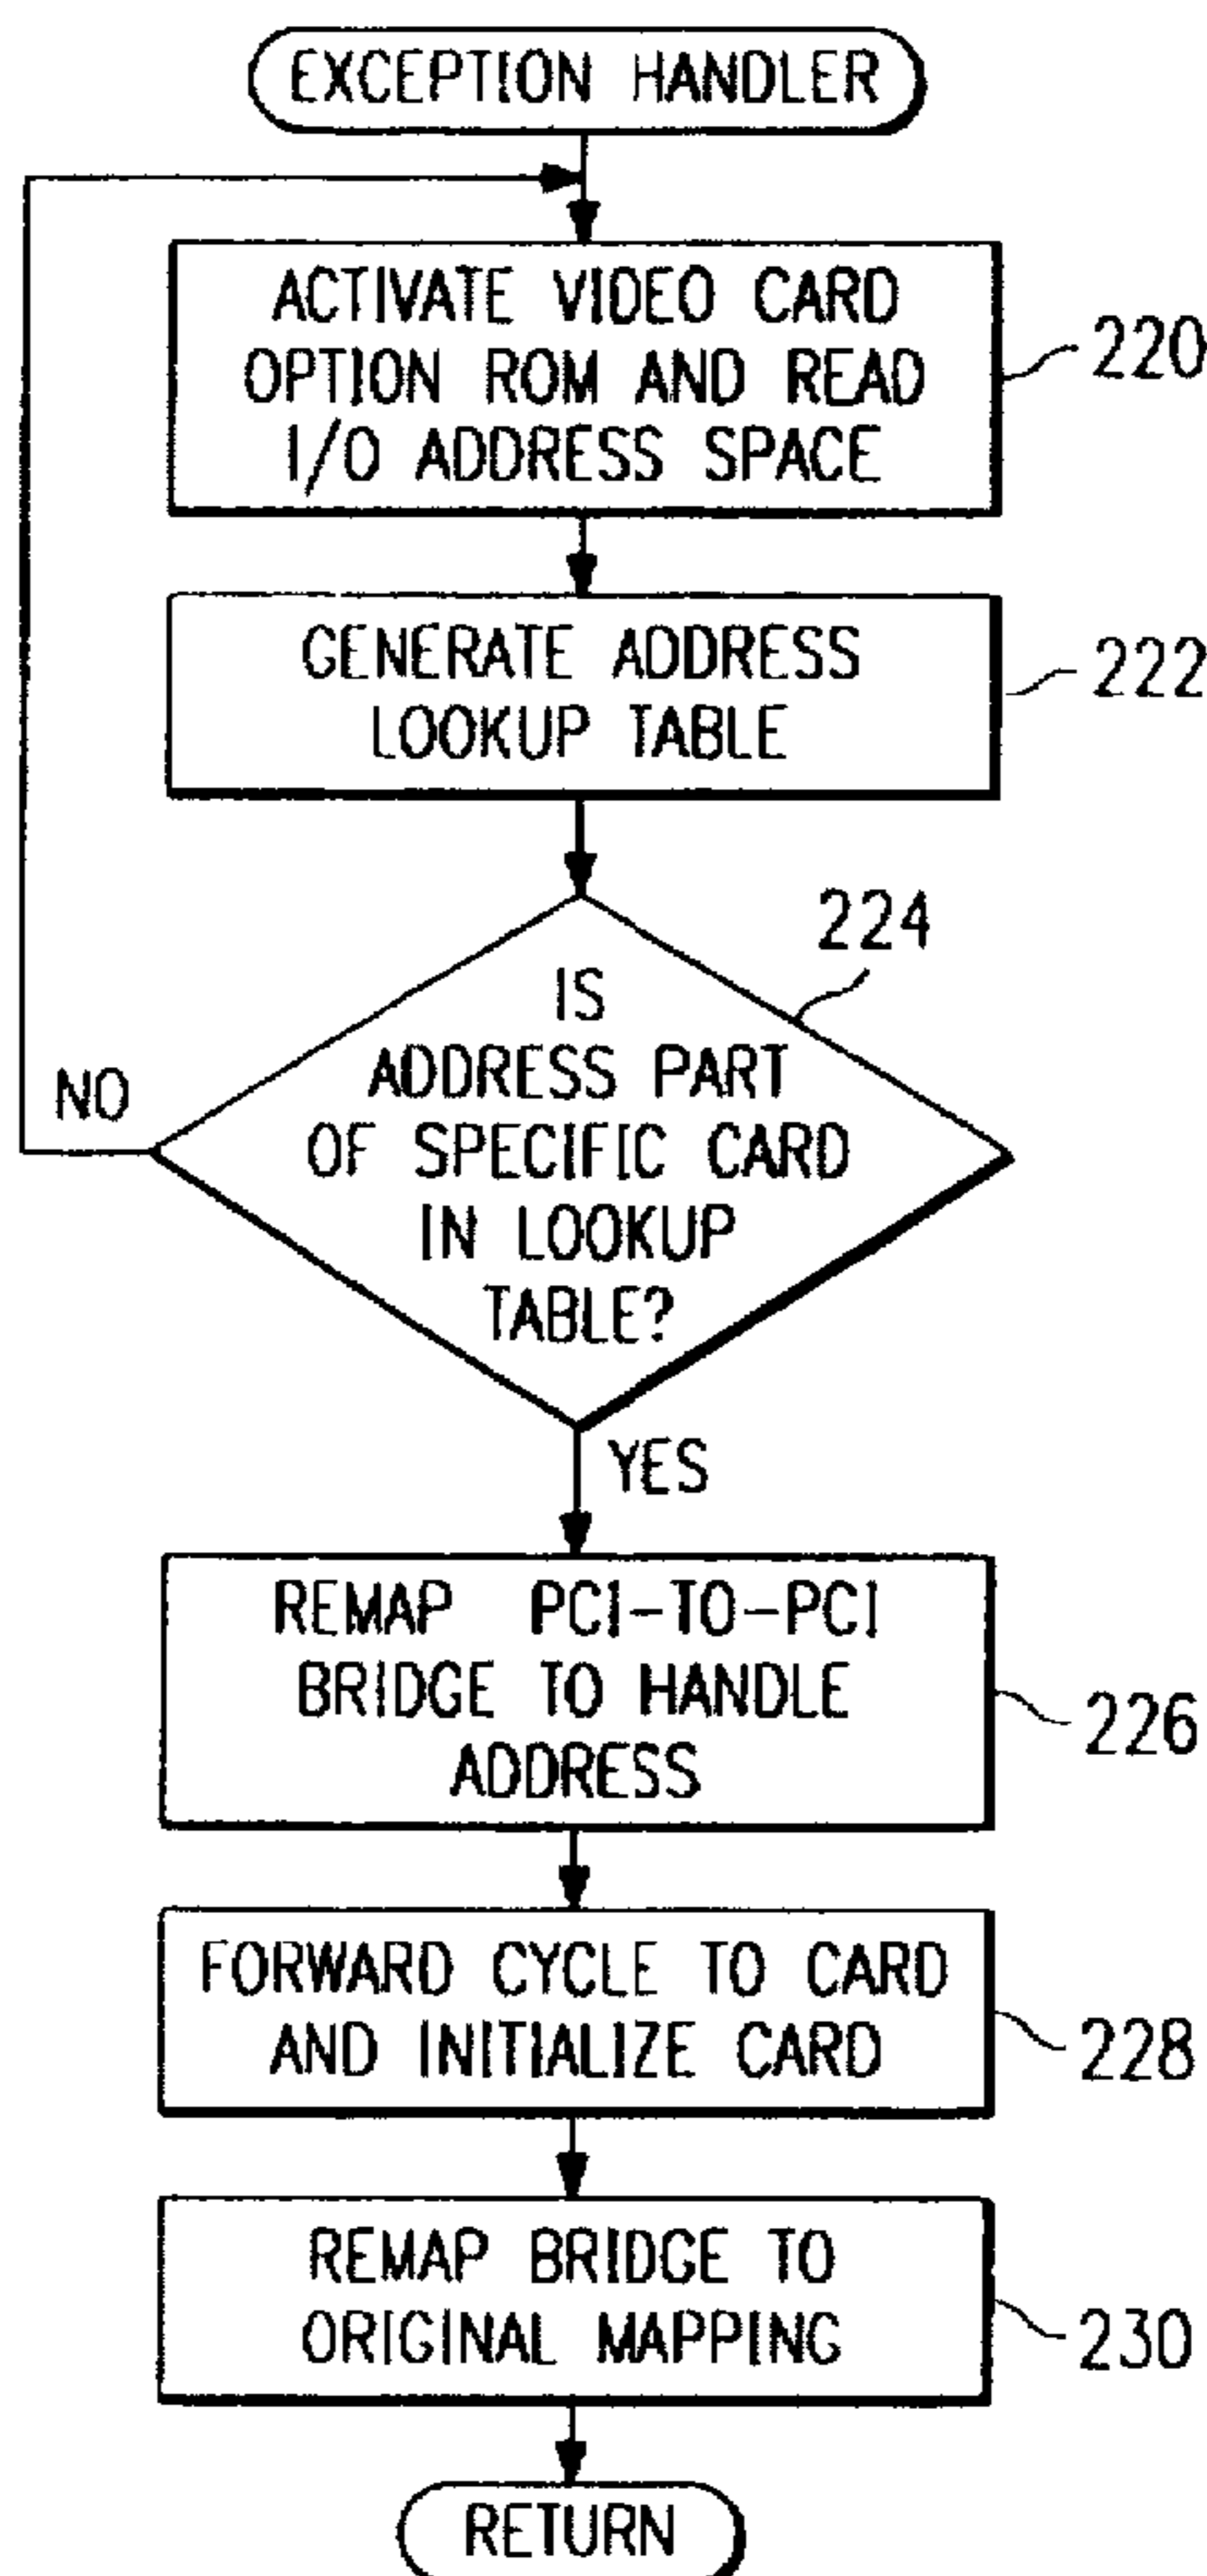 EXCEPTION HANDLER
ACTIVATE VIDEO CARD
OPTION ROM AND READ
I/O ADDRESS SPACE
220
GENERATE ADDRESS
LOOKUP TABLE
222
224
IS
ADDRESS PART
OF SPECIFIC CARD
IN LOOKUP
TABLE?
NO
YES
REMAP PCI-TO-PCI
BRIDGE TO HANDLE
ADDRESS
226
FORWARD CYCLE TO CARD
AND INITIALIZE CARD
228
REMAP BRIDGE TO
ORIGINAL MAPPING
230
RETURN